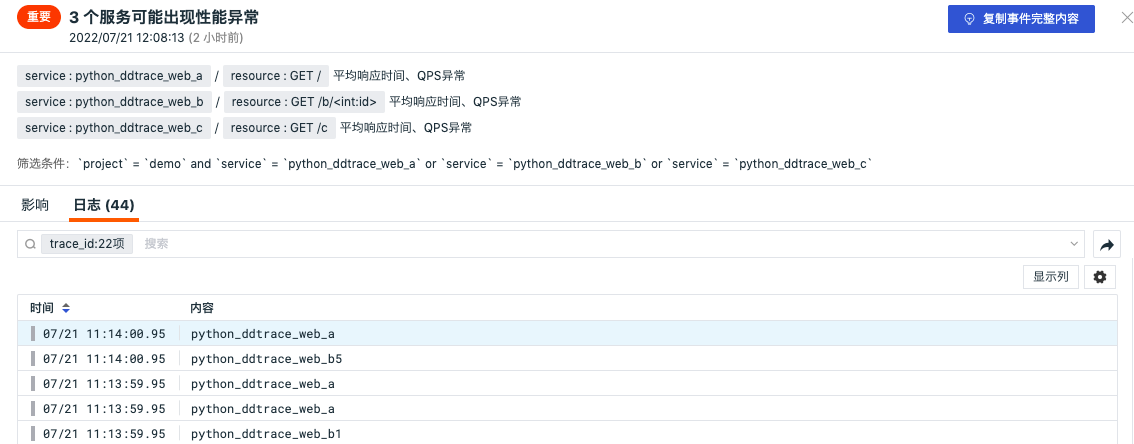 重要 3 个服务可能出现性能异常 复制事件完整内容
2022/07/21 12:08:13 (2 小时前)
service : python_ddtrace_web_a / resource : GET / 平均响应时间、QPS异常
service : python_ddtrace_web_b / resource : GET /b/<int:id> 平均响应时间、QPS异常
service : python_ddtrace_web_c / resource : GET /c 平均响应时间、QPS异常
筛选条件: `project` = `demo` and `service` = `python_ddtrace_web_a` or `service` = `python_ddtrace_web_b` or `service` = `python_ddtrace_web_c`
影响 日志 (44)
trace_id:22项 搜索
显示列
时间 内容
07/21 11:14:00.95 python_ddtrace_web_a
07/21 11:14:00.95 python_ddtrace_web_b5
07/21 11:13:59.95 python_ddtrace_web_a
07/21 11:13:59.95 python_ddtrace_web_a
07/21 11:13:59.95 python_ddtrace_web_b1